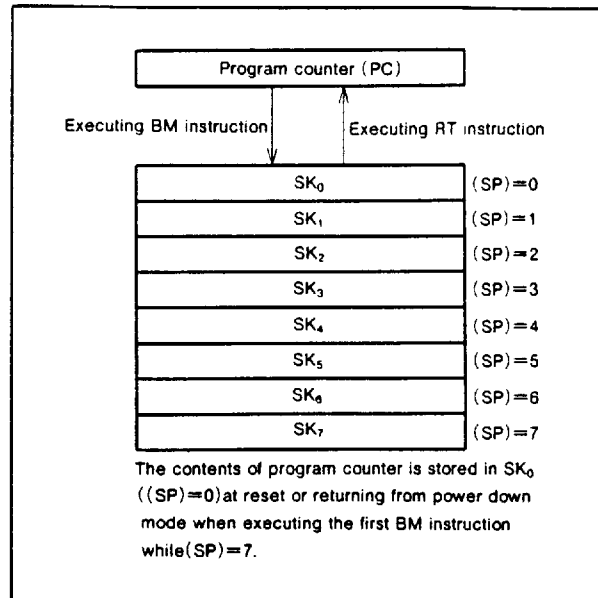 Program counter (PC)
Executing BM instruction
Executing RT instruction
SK₀ (SP)=0
SK₁ (SP)=1
SK₂ (SP)=2
SK₃ (SP)=3
SK₄ (SP)=4
SK₅ (SP)=5
SK₆ (SP)=6
SK₇ (SP)=7
The contents of program counter is stored in SK₀
((SP)=0) at reset or returning from power down
mode when executing the first BM instruction
while(SP)=7.